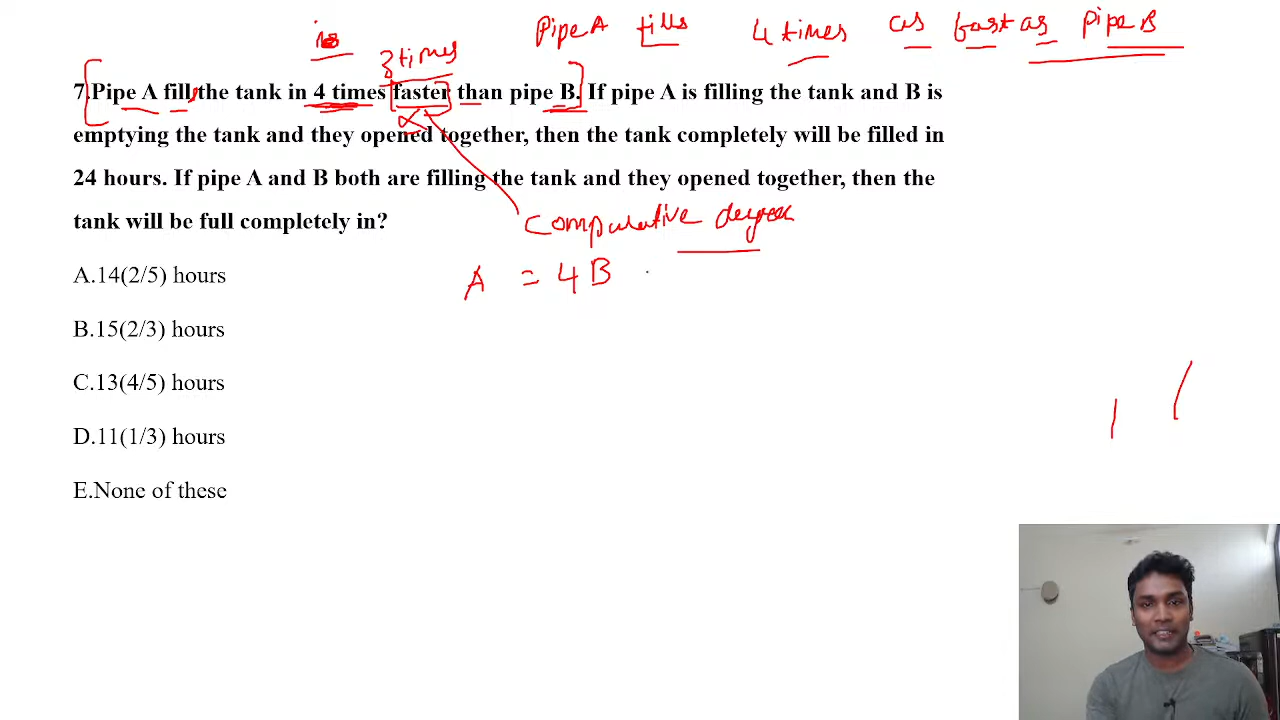 is
Pipe A fills 4 times as fast as pipe B
3 times
7.Pipe A fill the tank in 4 times faster than pipe B. If pipe A is filling the tank and B is
emptying the tank and they opened together, then the tank completely will be filled in
24 hours. If pipe A and B both are filling the tank and they opened together, then the
tank will be full completely in?
Comparative degree
A = 4 B
A.14(2/5) hours
B.15(2/3) hours
C.13(4/5) hours
D.11(1/3) hours
E.None of these